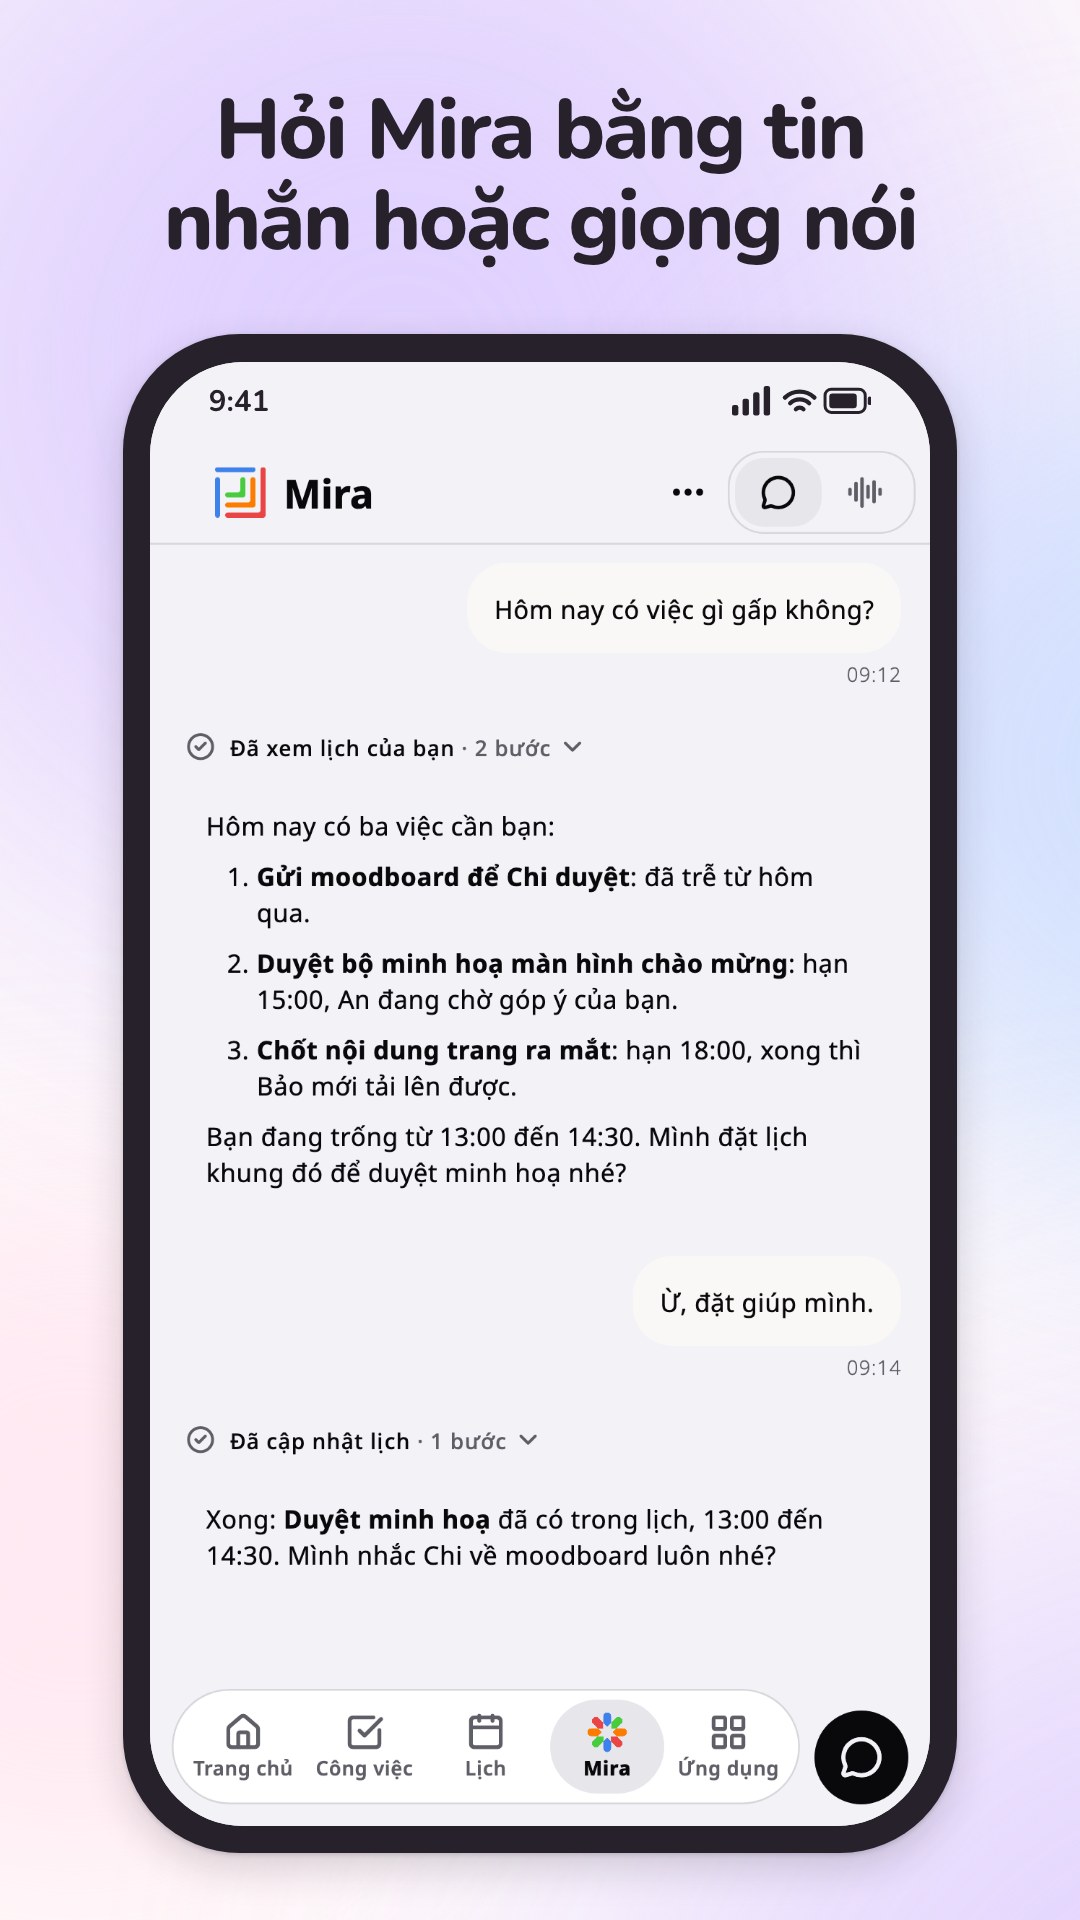 Hỏi Mira bằng tin
nhắn hoặc giọng nói
9:41
Mira
Hôm nay có việc gì gấp không?
09:12
Đã xem lịch của bạn · 2 bước
Hôm nay có ba việc cần bạn:
1. Gửi moodboard để Chi duyệt: đã trễ từ hôm
qua.
2. Duyệt bộ minh hoạ màn hình chào mừng: hạn
15:00, An đang chờ góp ý của bạn.
3. Chốt nội dung trang ra mắt: hạn 18:00, xong thì
Bảo mới tải lên được.
Bạn đang trống từ 13:00 đến 14:30. Mình đặt lịch
khung đó để duyệt minh hoạ nhé?
Ừ, đặt giúp mình.
09:14
Đã cập nhật lịch · 1 bước
Xong: Duyệt minh hoạ đã có trong lịch, 13:00 đến
14:30. Mình nhắc Chi về moodboard luôn nhé?
Trang chủ
Công việc
Lịch
Mira
Ứng dụng